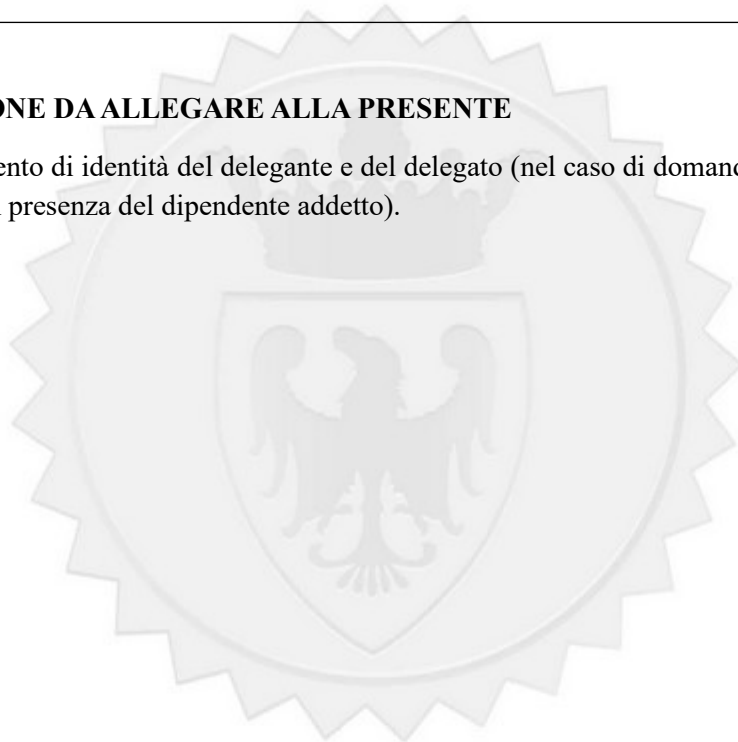 ONE DA ALLEGARE ALLA PRESENTE
ento di identità del delegante e del delegato (nel caso di domand
presenza del dipendente addetto).